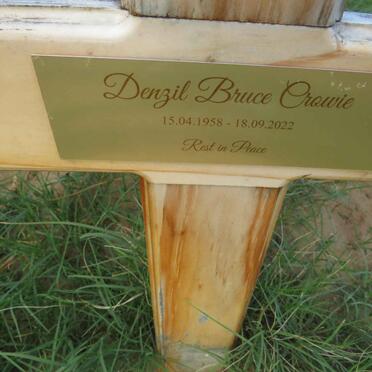 Denzil Bruce Crowie
15.04.1958 - 18.09.2022
Rest in Peace